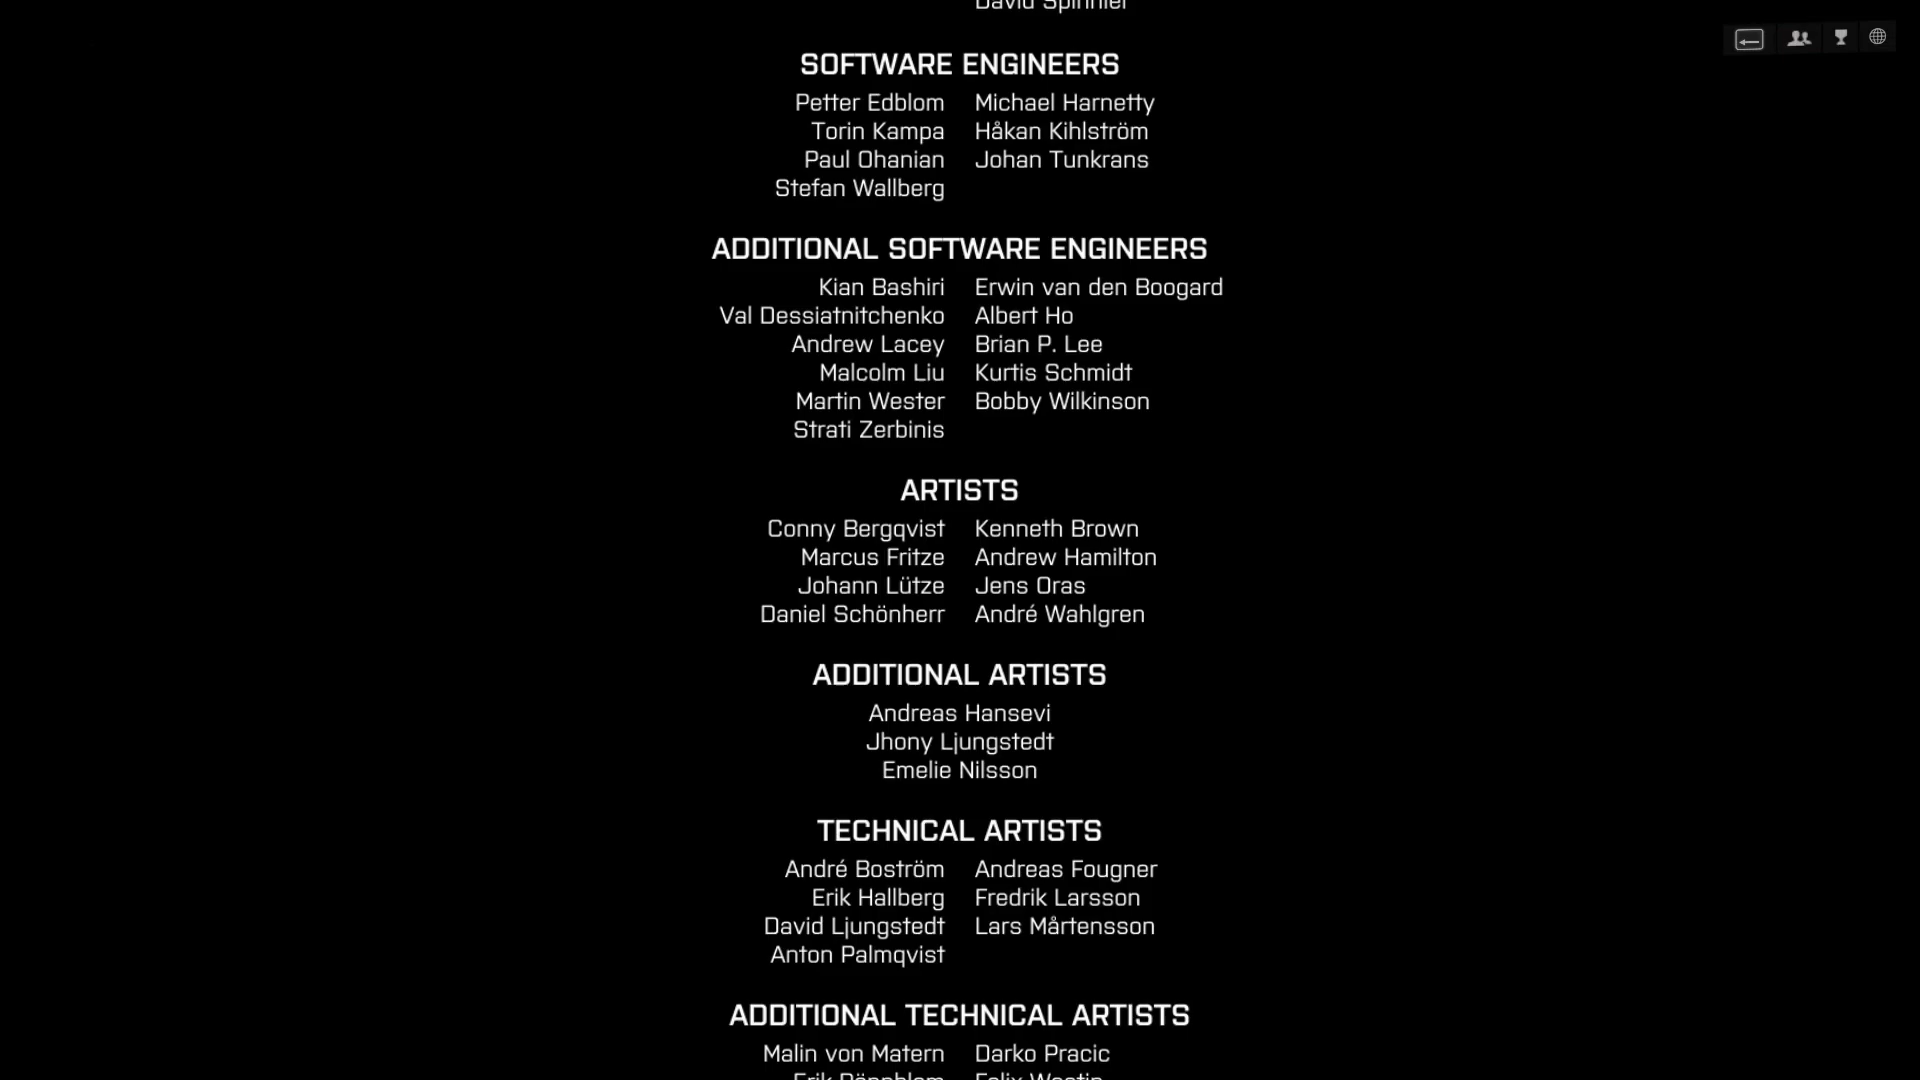 David Spinnler
SOFTWARE ENGINEERS
Petter Edblom Michael Harnetty
Torin Kampa Håkan Kihlström
Paul Ohanian Johan Tunkrans
Stefan Wallberg
ADDITIONAL SOFTWARE ENGINEERS
Kian Bashiri Erwin van den Boogard
Val Dessiatnitchenko Albert Ho
Andrew Lacey Brian P. Lee
Malcolm Liu Kurtis Schmidt
Martin Wester Bobby Wilkinson
Strati Zerbinis
ARTISTS
Conny Bergqvist Kenneth Brown
Marcus Fritze Andrew Hamilton
Johann Lütze Jens Oras
Daniel Schönherr André Wahlgren
ADDITIONAL ARTISTS
Andreas Hansevi
Jhony Ljungstedt
Emelie Nilsson
TECHNICAL ARTISTS
André Boström Andreas Fougner
Erik Hallberg Fredrik Larsson
David Ljungstedt Lars Mårtensson
Anton Palmqvist
ADDITIONAL TECHNICAL ARTISTS
Malin von Matern Darko Pracic
Erik Felix